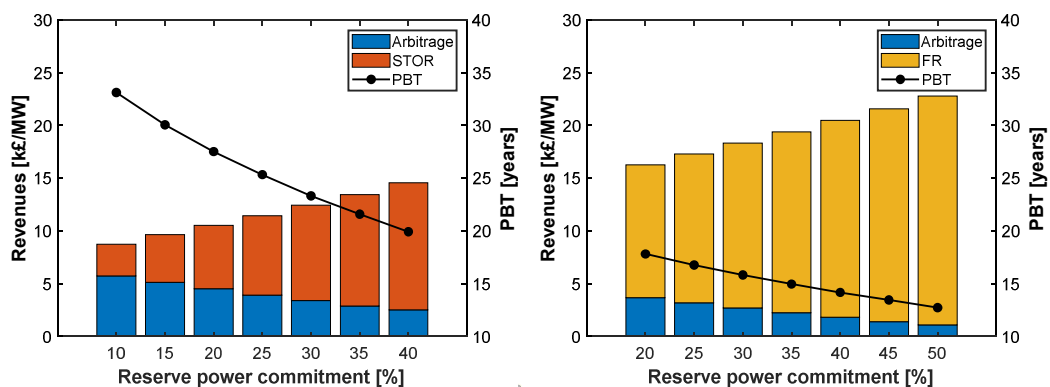 Revenues [k£/MW]
30
25
20
15
10
5
0
Arbitrage
STOR
PBT
40
35
30
25
20
15
10
PBT [years]
10 15 20 25 30 35 40
Reserve power commitment [%]
Revenues [k£/MW]
30
25
20
15
10
5
0
Arbitrage
FR
PBT
40
35
30
25
20
15
10
PBT [years]
20 25 30 35 40 45 50
Reserve power commitment [%]